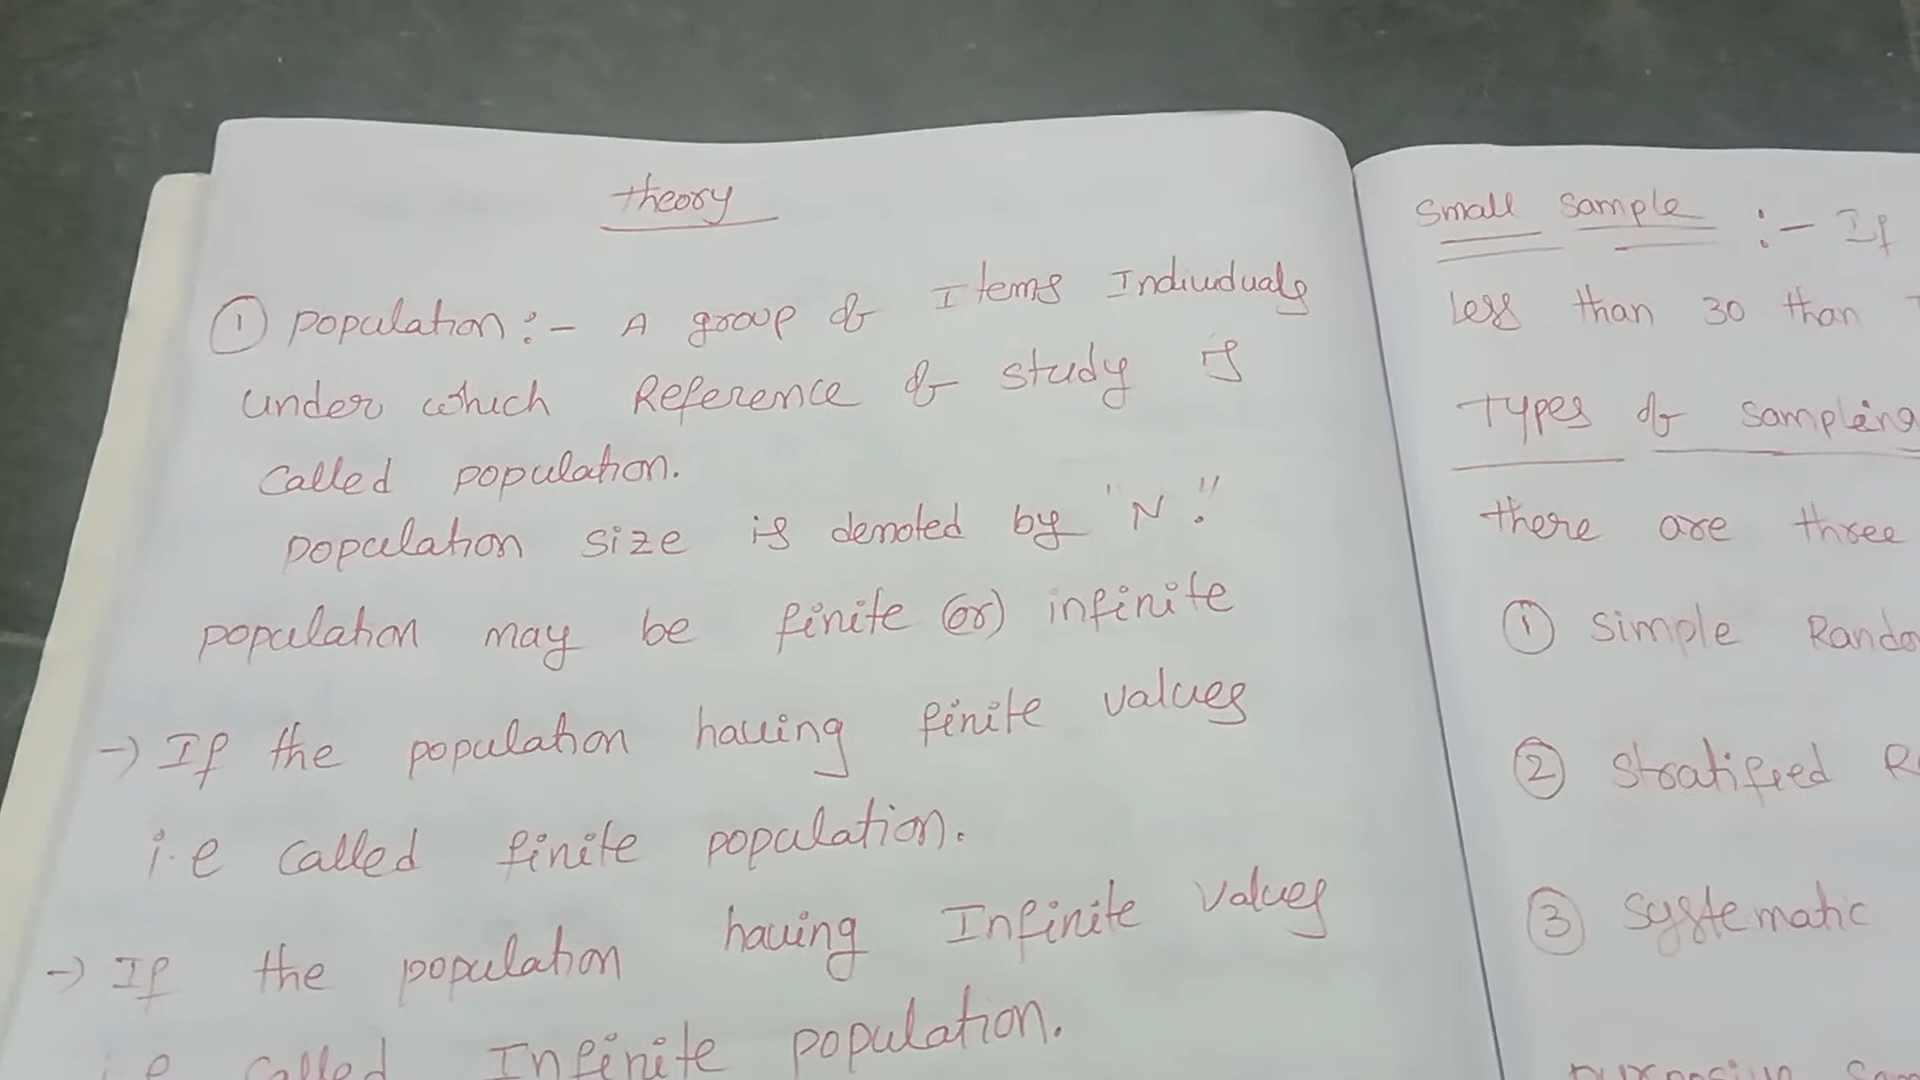 theory
① population:- A group of Items Individuals
under which Reference of study is
called population.
population size is denoted by "N."
population may be finite (or) infinite
→ If the population having finite values
i.e called finite population.
→ If the population having Infinite values
i.e called Infinite population.
Small Sample :- If
less than 30 than
Types of sampling
there are three
① Simple Rando
② Stratified R
③ Systematic